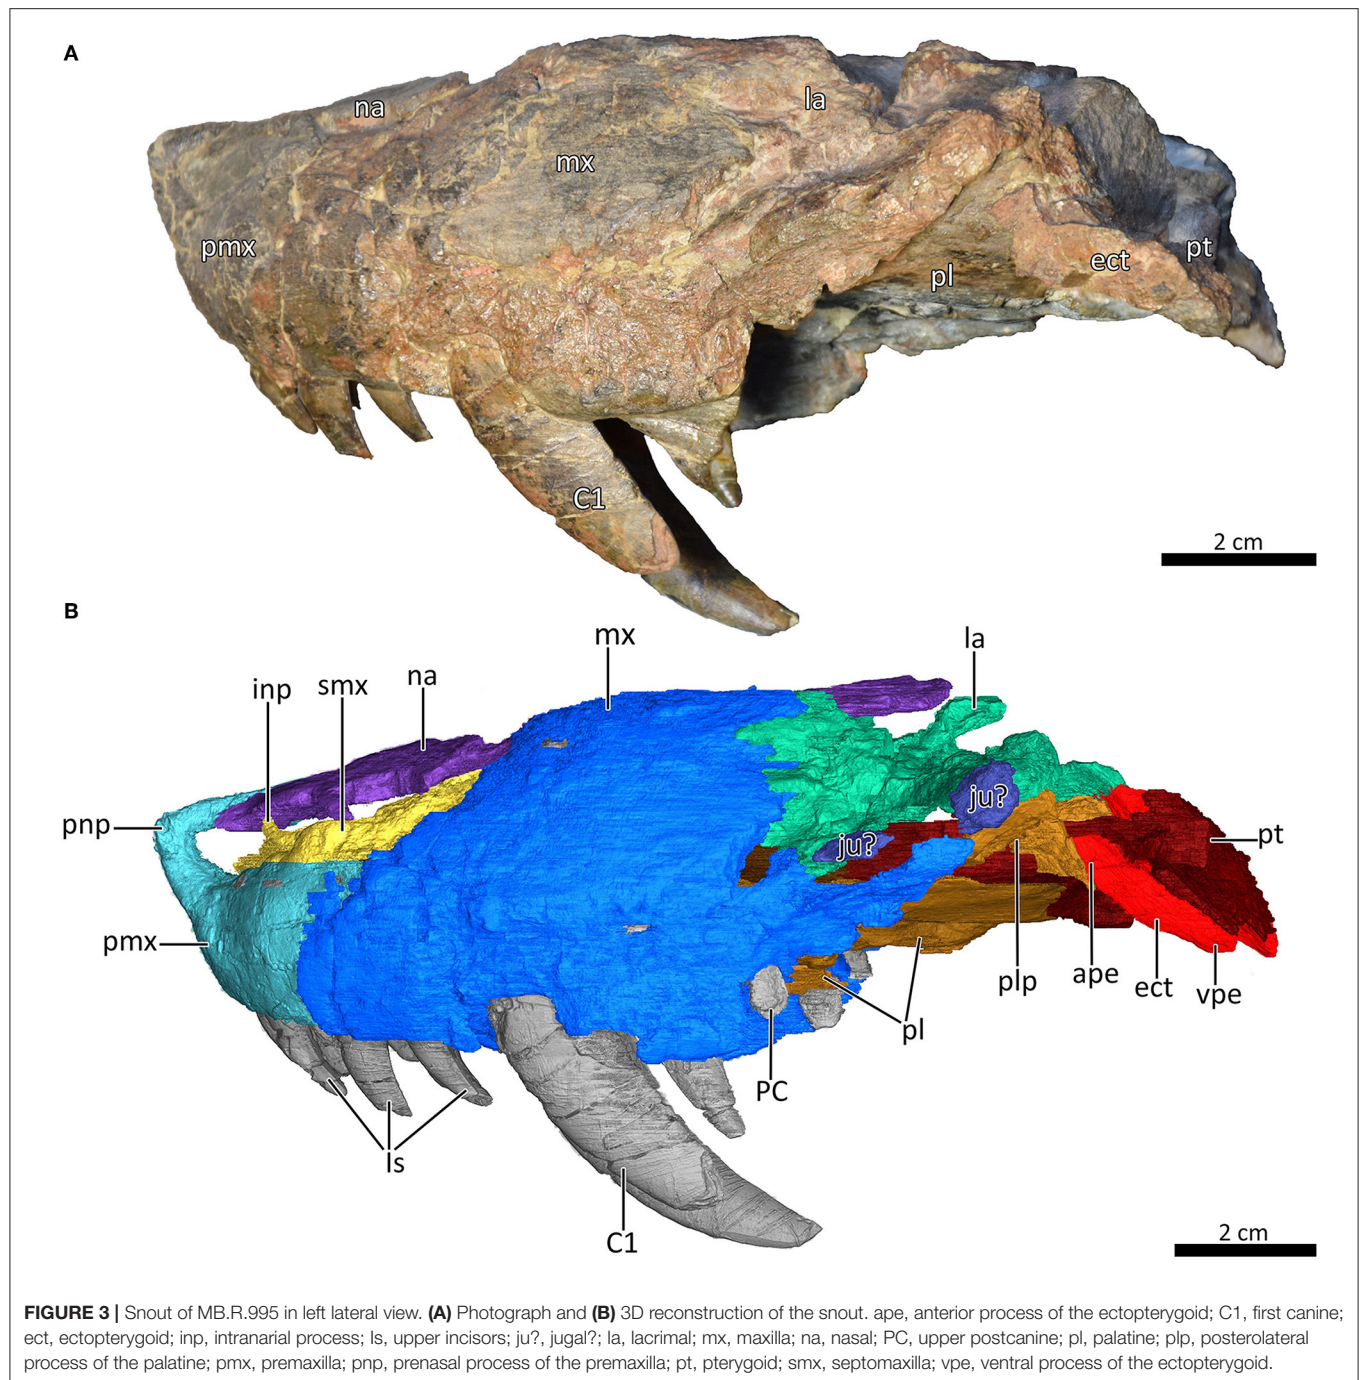 A
na
la
mx
pmx
pl
ect
pt
C1
2 cm
B
mx
la
na
smx
inp
pnp
ju?
ju?
pt
pmx
plp
ape
ect
vpe
pl
PC
Is
C1
2 cm
FIGURE 3 | Snout of MB.R.995 in left lateral view. (A) Photograph and (B) 3D reconstruction of the snout. ape, anterior process of the ectopterygoid; C1, first canine;
ect, ectopterygoid; inp, intranarial process; Is, upper incisors; ju?, jugal?; la, lacrimal; mx, maxilla; na, nasal; PC, upper postcanine; pl, palatine; plp, posterolateral
process of the palatine; pmx, premaxilla; pnp, prenasal process of the premaxilla; pt, pterygoid; smx, septomaxilla; vpe, ventral process of the ectopterygoid.